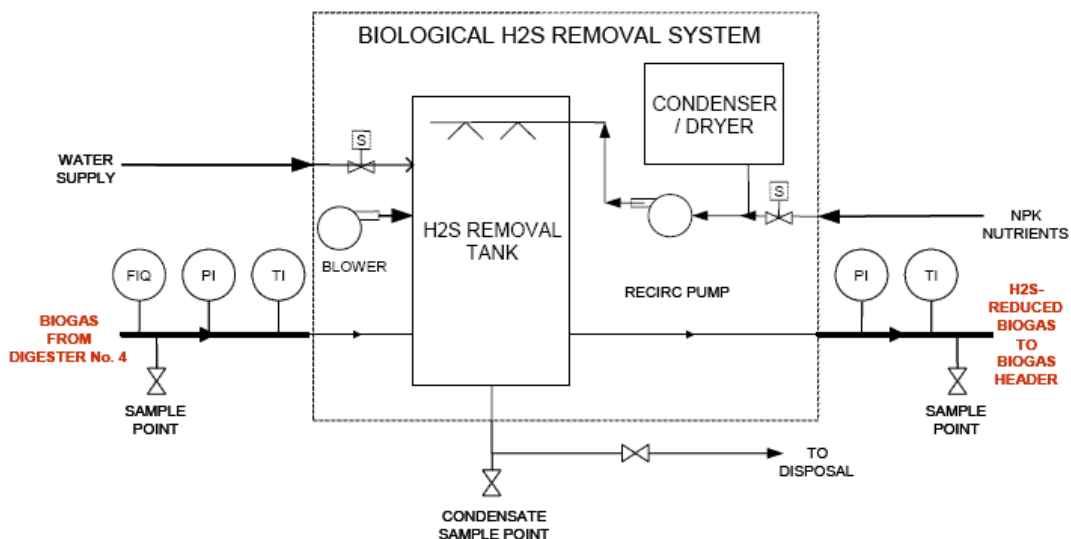 BIOLOGICAL H2S REMOVAL SYSTEM
CONDENSER
/ DRYER
S
WATER
SUPPLY
S
H2S REMOVAL
TANK
BLOWER
NPK
NUTRIENTS
RECIRC PUMP
FIQ
PI
TI
PI
TI
BIOGAS
FROM
DIGESTER No. 4
H2S-
REDUCED
BIOGAS
TO
BIOGAS
HEADER
SAMPLE
POINT
SAMPLE
POINT
TO
DISPOSAL
CONDENSATE
SAMPLE POINT